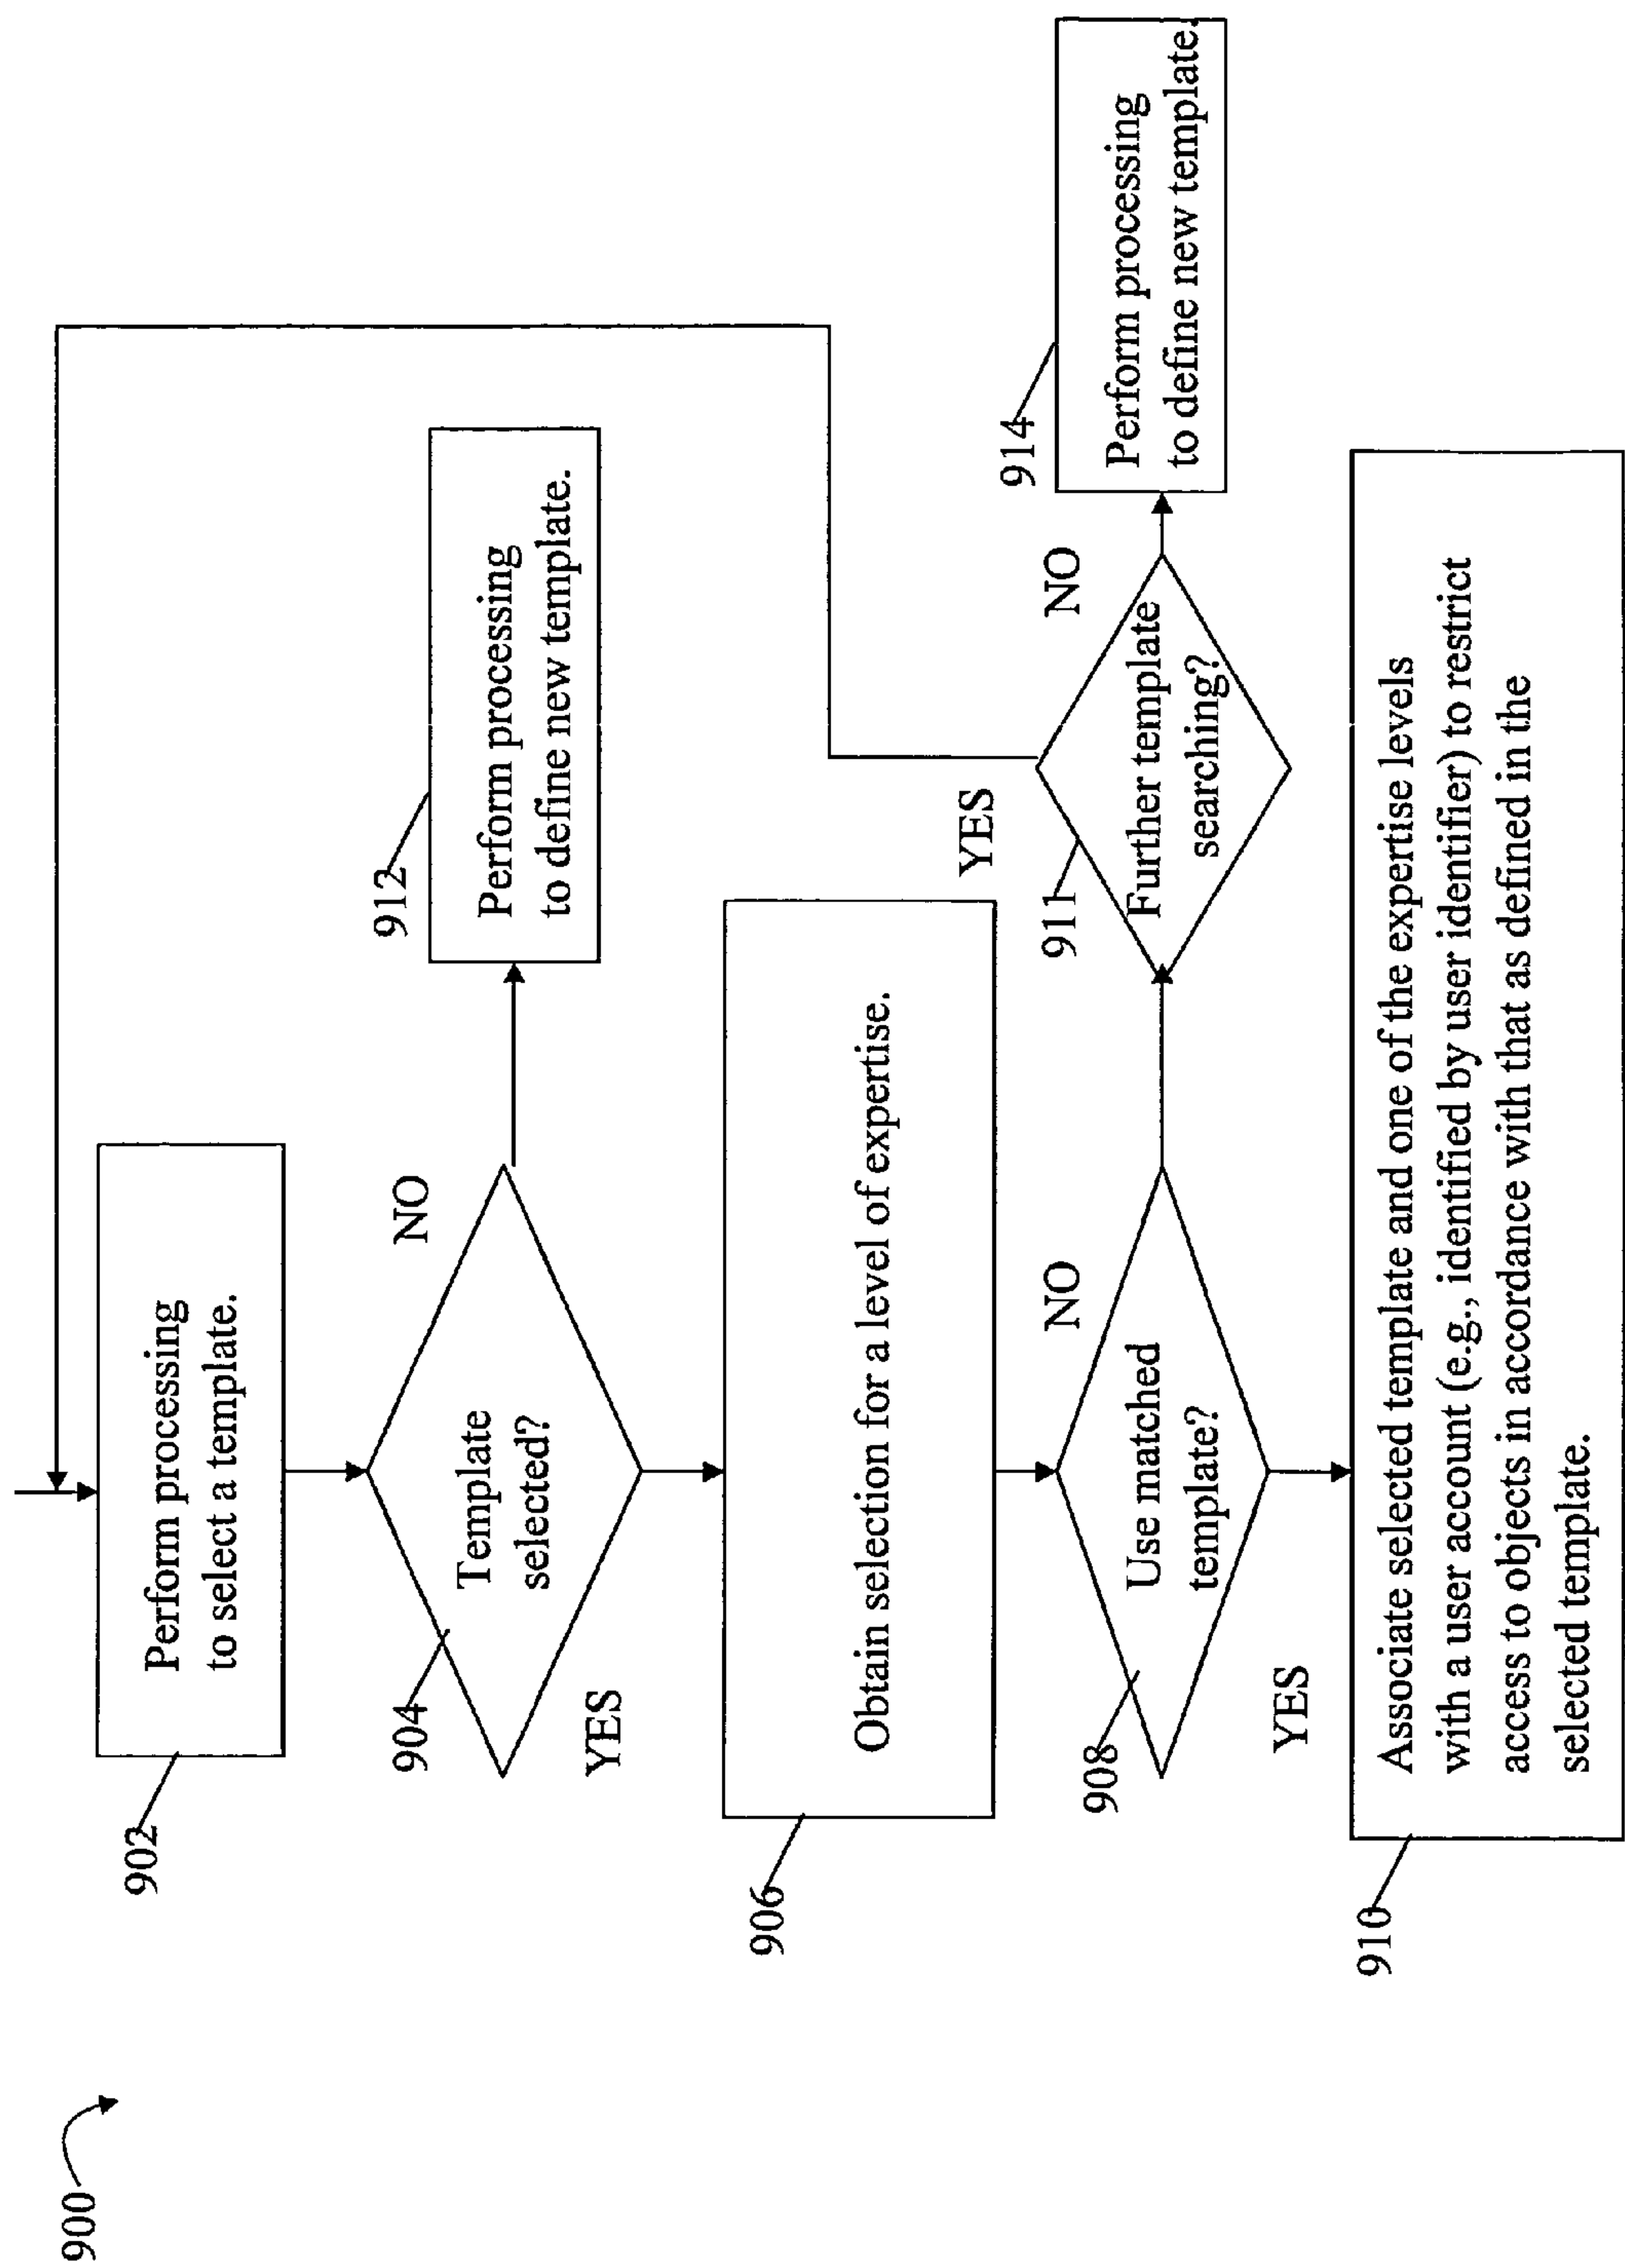 900
902
Perform processing
to select a template.
904
Template
selected?
NO
YES
912
Perform processing
to define new template.
906
Obtain selection for a level of expertise.
908
Use matched
template?
NO
YES
911
Further template
searching?
YES
NO
914
Perform processing
to define new template.
910
Associate selected template and one of the expertise levels
with a user account (e.g., identified by user identifier) to restrict
access to objects in accordance with that as defined in the
selected template.